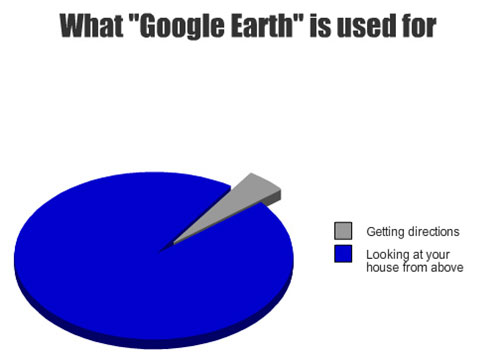 What "Google Earth" is used for
Getting directions
Looking at your
house from above